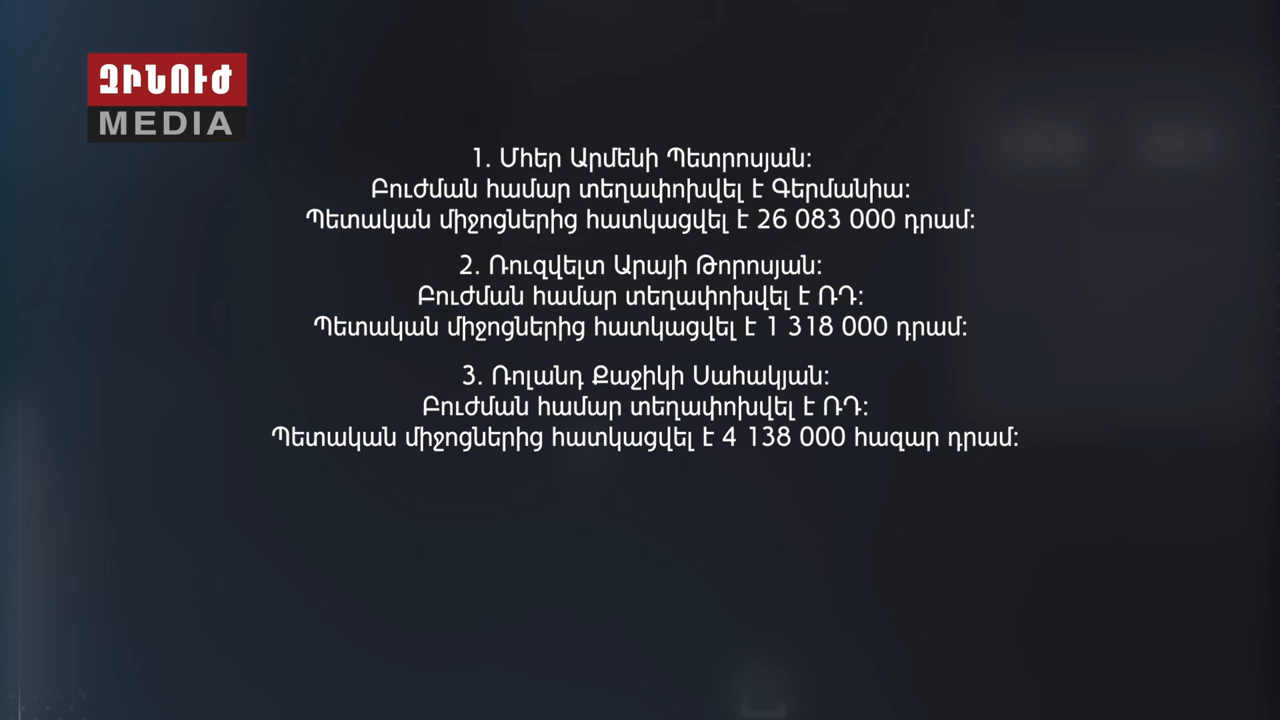 ԶԻՆՈՒԺ
MEDIA
1. Մհեր Արմենի Պետրոսյան:
Բուժման համար տեղափոխվել է Գերմանիա:
Պետական միջոցներից հատկացվել է 26 083 000 դրամ:
2. Ռուզվելտ Արայի Թորոսյան:
Բուժման համար տեղափոխվել է ՌԴ:
Պետական միջոցներից հատկացվել է 1 318 000 դրամ:
3. Ռոլանդ Քաջիկի Սահակյան:
Բուժման համար տեղափոխվել է ՌԴ:
Պետական միջոցներից հատկացվել է 4 138 000 հազար դրամ: